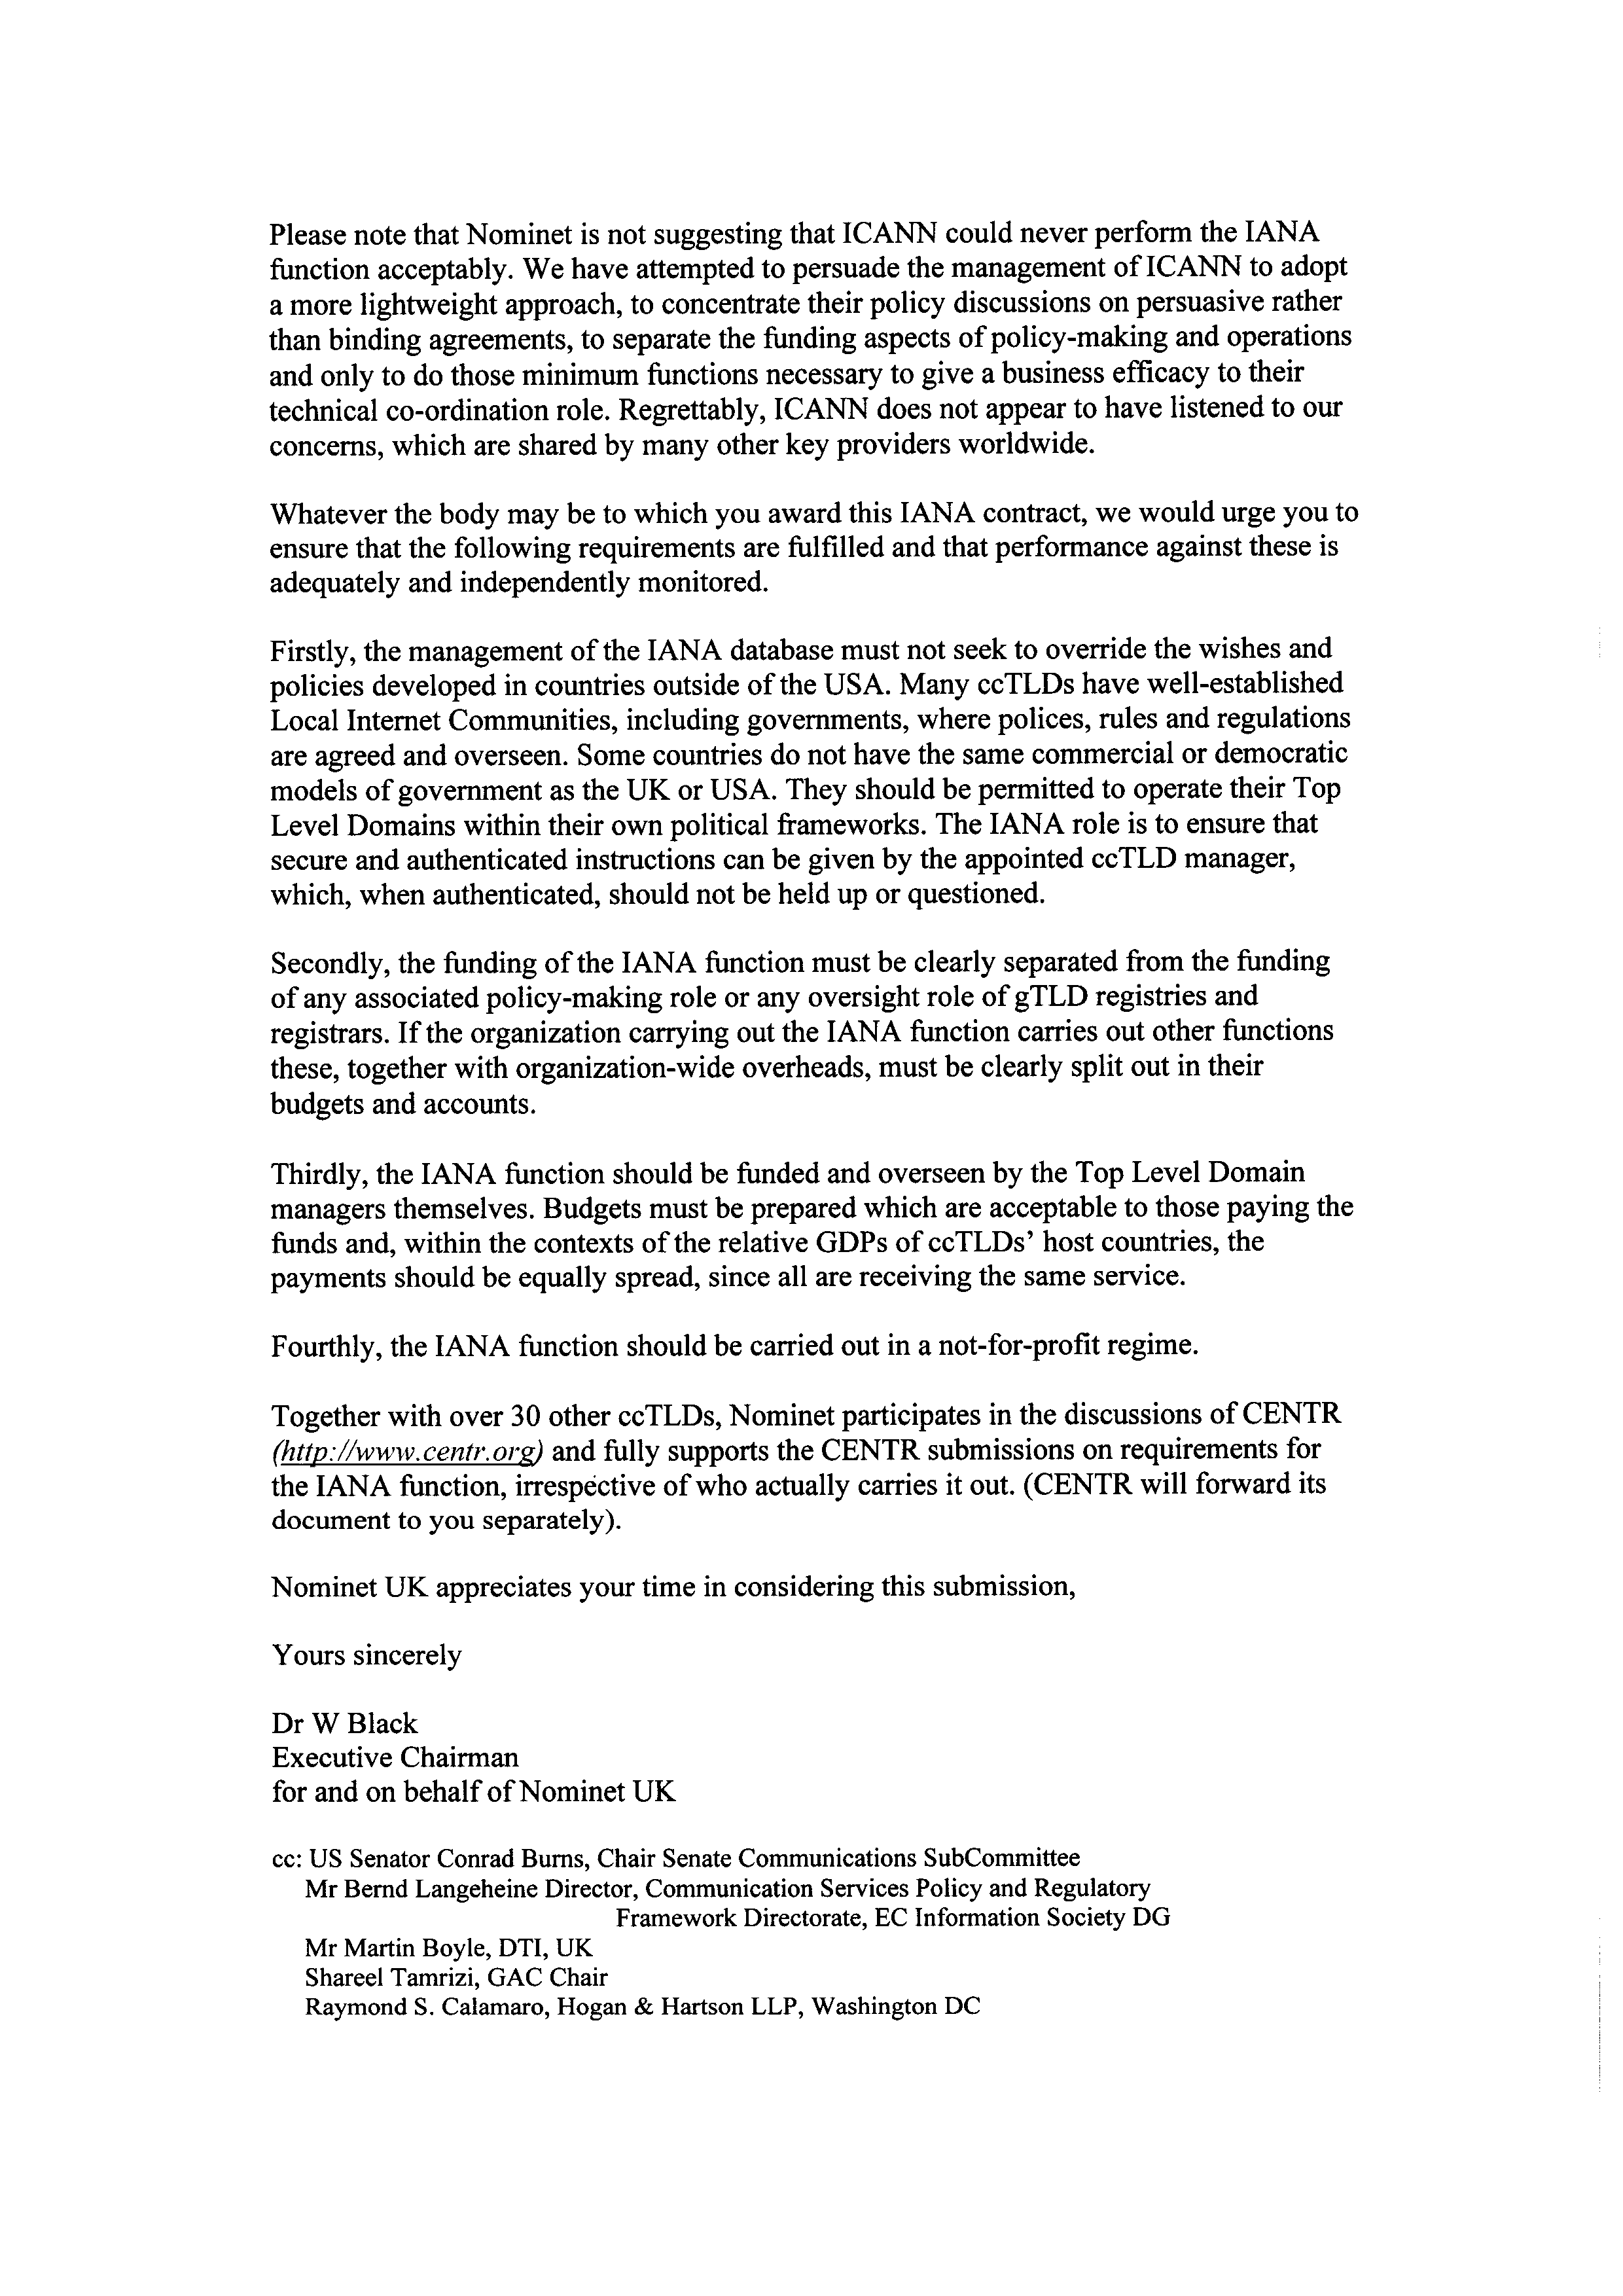 Please note that Nominet is not suggesting that ICANN could never perform the IANA
function acceptably. We have attempted to persuade the management of ICANN to adopt
a more lightweight approach, to concentrate their policy discussions on persuasive rather
than binding agreements, to separate the funding aspects of policy-making and operations
and only to do those minimum functions necessary to give a business efficacy to their
technical co-ordination role. Regrettably, ICANN does not appear to have listened to our
concerns, which are shared by many other key providers worldwide.
Whatever the body may be to which you award this IANA contract, we would urge you to
ensure that the following requirements are fulfilled and that performance against these is
adequately and independently monitored.
Firstly, the management of the IANA database must not seek to override the wishes and
policies developed in countries outside of the USA. Many ccTLDs have well-established
Local Internet Communities, including governments, where polices, rules and regulations
are agreed and overseen. Some countries do not have the same commercial or democratic
models of government as the UK or USA. They should be permitted to operate their Top
Level Domains within their own political frameworks. The IANA role is to ensure that
secure and authenticated instructions can be given by the appointed ccTLD manager,
which, when authenticated, should not be held up or questioned.
Secondly, the funding of the IANA function must be clearly separated from the funding
of any associated policy-making role or any oversight role of gTLD registries and
registrars. If the organization carrying out the IANA function carries out other functions
these, together with organization-wide overheads, must be clearly split out in their
budgets and accounts.
Thirdly, the IANA function should be funded and overseen by the Top Level Domain
managers themselves. Budgets must be prepared which are acceptable to those paying the
funds and, within the contexts of the relative GDPs of ccTLDs' host countries, the
payments should be equally spread, since all are receiving the same service.
Fourthly, the IANA function should be carried out in a not-for-profit regime.
Together with over 30 other ccTLDs, Nominet participates in the discussions of CENTR
(http://www.centr.org) and fully supports the CENTR submissions on requirements for
the IANA function, irrespective of who actually carries it out. (CENTR will forward its
document to you separately).
Nominet UK appreciates your time in considering this submission,
Yours sincerely
Dr W Black
Executive Chairman
for and on behalf of Nominet UK
cc: US Senator Conrad Burns, Chair Senate Communications SubCommittee
Mr Bernd Langeheine Director, Communication Services Policy and Regulatory
Framework Directorate, EC Information Society DG
Mr Martin Boyle, DTI, UK
Shareel Tamrizi, GAC Chair
Raymond S. Calamaro, Hogan & Hartson LLP, Washington DC